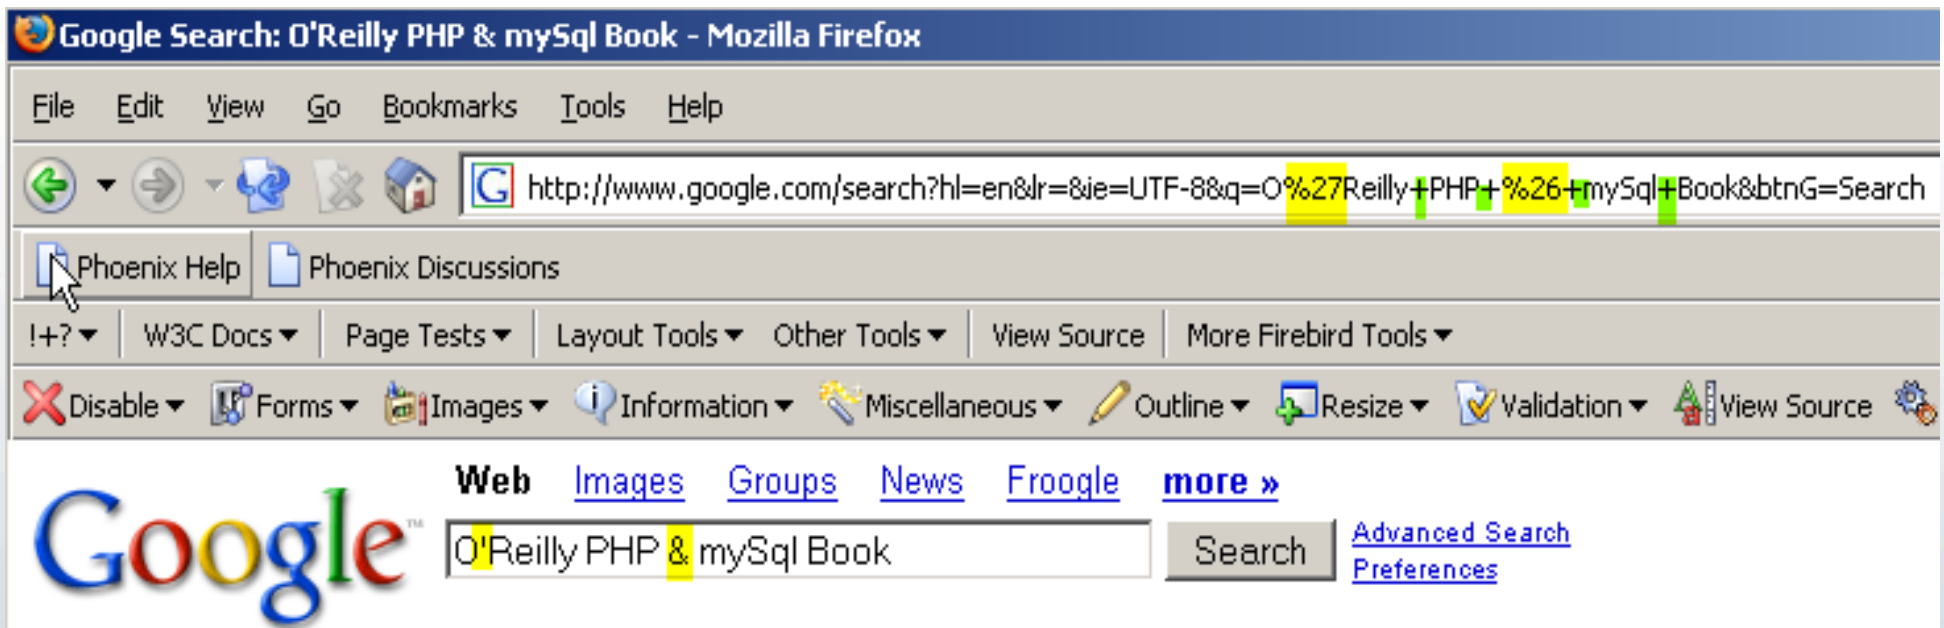 Google Search: O'Reilly PHP & mySql Book - Mozilla Firefox
File Edit View Go Bookmarks Tools Help
G http://www.google.com/search?hl=en&lr=&ie=UTF-8&q=O%27Reilly+PHP+%26+mySql+Book&btnG=Search
Phoenix Help Phoenix Discussions
!+? W3C Docs Page Tests Layout Tools Other Tools View Source More Firebird Tools
Disable Forms Images Information Miscellaneous Outline Resize Validation View Source
Web Images Groups News Froogle more »
Google™ O'Reilly PHP & mySql Book Search Advanced Search
Preferences